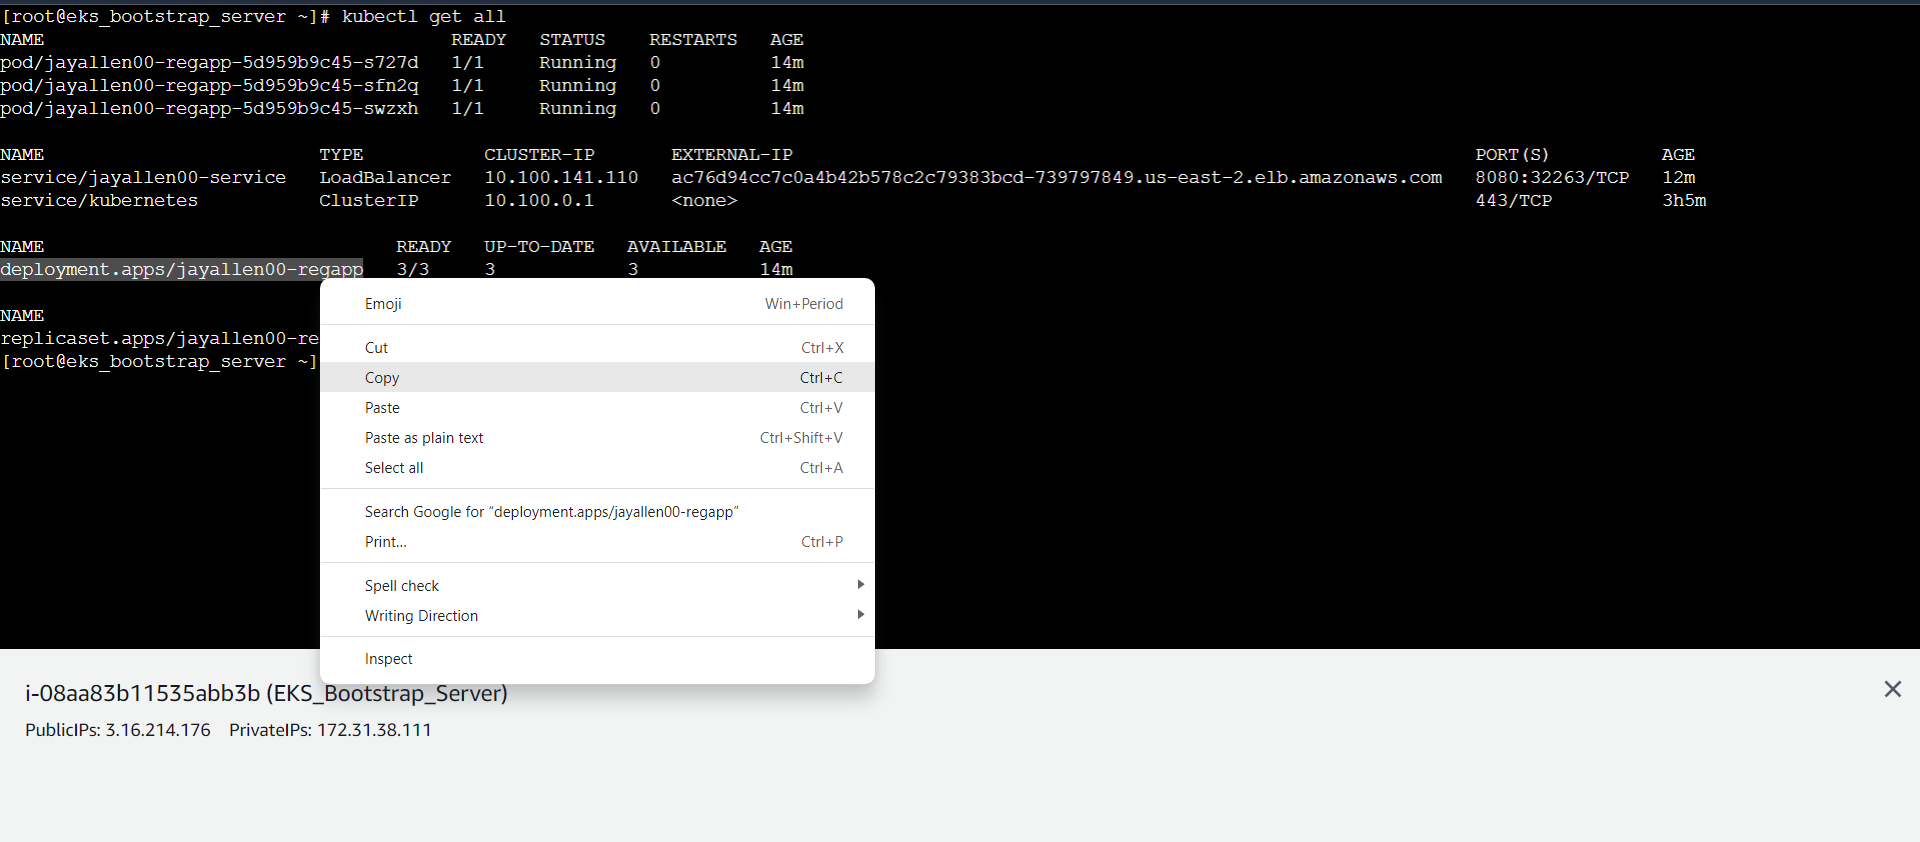 [root@eks_bootstrap_server ~]# kubectl get all
NAME READY STATUS RESTARTS AGE
pod/jayallen00-regapp-5d959b9c45-s727d 1/1 Running 0 14m
pod/jayallen00-regapp-5d959b9c45-sfn2q 1/1 Running 0 14m
pod/jayallen00-regapp-5d959b9c45-swzxh 1/1 Running 0 14m
NAME TYPE CLUSTER-IP EXTERNAL-IP PORT(S) AGE
service/jayallen00-service LoadBalancer 10.100.141.110 ac76d94cc7c0a4b42b578c2c79383bcd-739797849.us-east-2.elb.amazonaws.com 8080:32263/TCP 12m
service/kubernetes ClusterIP 10.100.0.1 <none> 443/TCP 3h5m
NAME READY UP-TO-DATE AVAILABLE AGE
deployment.apps/jayallen00-regapp 3/3 3 3 14m
NAME
replicaset.apps/jayallen00-re
[root@eks_bootstrap_server ~]
Emoji Win+Period
Cut Ctrl+X
Copy Ctrl+C
Paste Ctrl+V
Paste as plain text Ctrl+Shift+V
Select all Ctrl+A
Search Google for “deployment.apps/jayallen00-regapp”
Print... Ctrl+P
Spell check
Writing Direction
Inspect
i-08aa83b11535abb3b (EKS_Bootstrap_Server)
PublicIPs: 3.16.214.176 PrivateIPs: 172.31.38.111